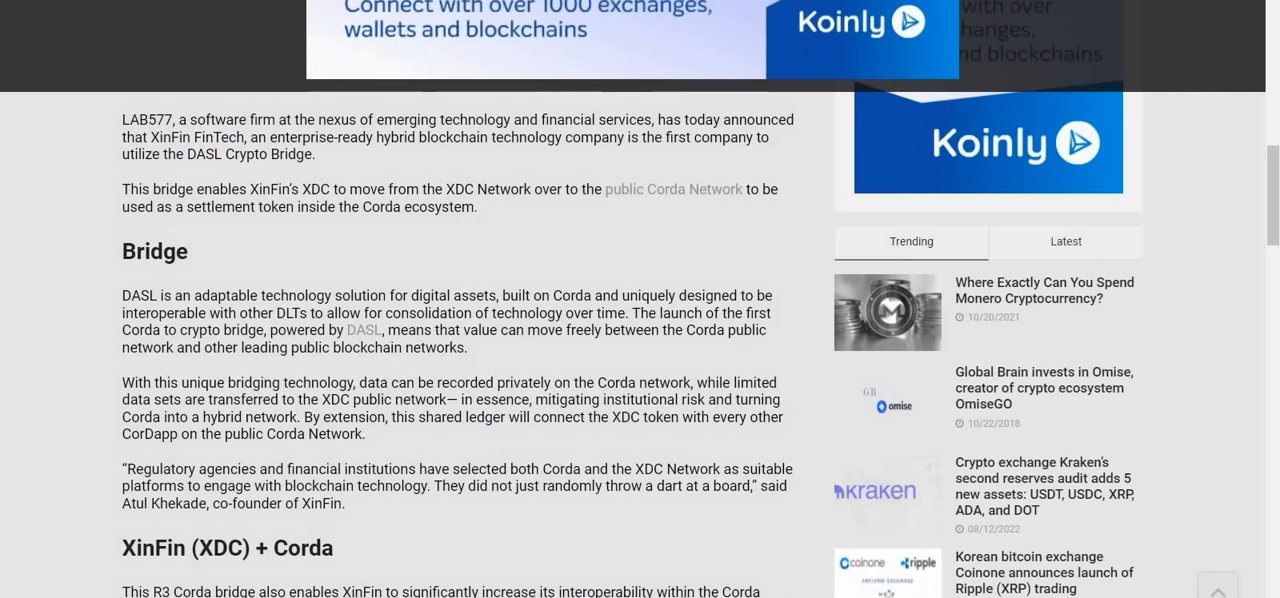 Connect with over 1000 exchanges,
wallets and blockchains
Koinly
with over
hanges,
nd blockchains
Koinly
LAB577, a software firm at the nexus of emerging technology and financial services, has today announced
that XinFin FinTech, an enterprise-ready hybrid blockchain technology company is the first company to
utilize the DASL Crypto Bridge.
This bridge enables XinFin’s XDC to move from the XDC Network over to the public Corda Network to be
used as a settlement token inside the Corda ecosystem.
Bridge
DASL is an adaptable technology solution for digital assets, built on Corda and uniquely designed to be
interoperable with other DLTs to allow for consolidation of technology over time. The launch of the first
Corda to crypto bridge, powered by DASL, means that value can move freely between the Corda public
network and other leading public blockchain networks.
With this unique bridging technology, data can be recorded privately on the Corda network, while limited
data sets are transferred to the XDC public network— in essence, mitigating institutional risk and turning
Corda into a hybrid network. By extension, this shared ledger will connect the XDC token with every other
CorDapp on the public Corda Network.
“Regulatory agencies and financial institutions have selected both Corda and the XDC Network as suitable
platforms to engage with blockchain technology. They did not just randomly throw a dart at a board,” said
Atul Khekade, co-founder of XinFin.
XinFin (XDC) + Corda
This R3 Corda bridge also enables XinFin to significantly increase its interoperability within the Corda
Trending
Latest
Where Exactly Can You Spend
Monero Cryptocurrency?
10/20/2021
GB
omise
Global Brain invests in Omise,
creator of crypto ecosystem
OmiseGO
10/22/2018
kraken
Crypto exchange Kraken’s
second reserves audit adds 5
new assets: USDT, USDC, XRP,
ADA, and DOT
08/12/2022
coinone ripple
Korean bitcoin exchange
Coinone announces launch of
Ripple (XRP) trading